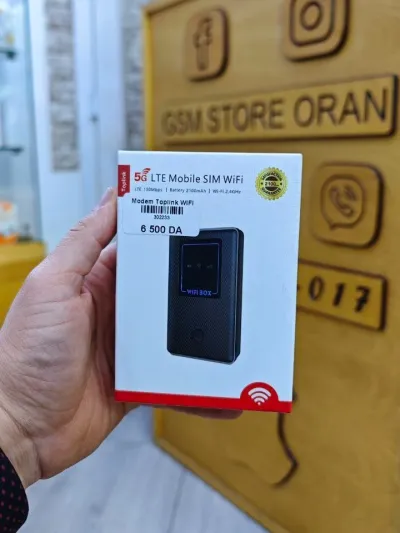 GSM STORE ORAN
5G LTE Mobile SIM WiFi
LTE 150Mbps | Battery 2100mAh | Wi-Fi 2.4GHz
Toplink
Modem Toplink WiFi
302233
6 500 DA
WIFI BOX
-017